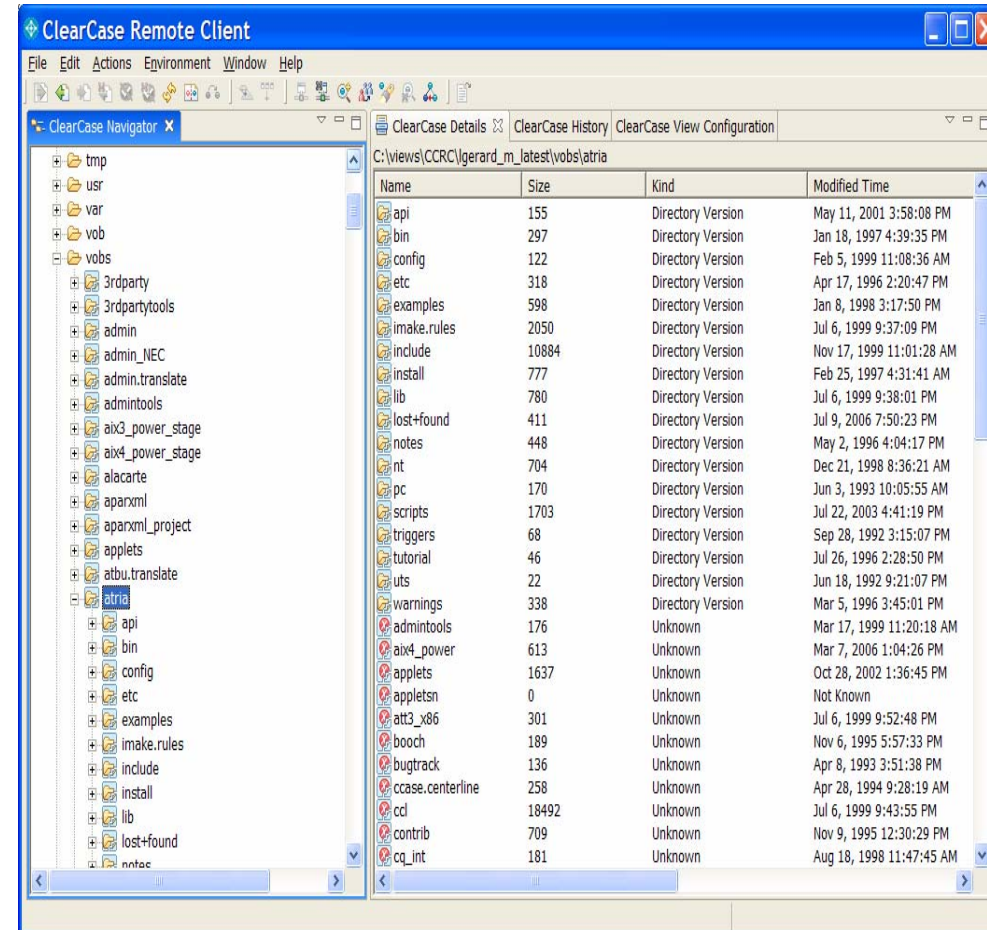 ClearCase Remote Client
File Edit Actions Environment Window Help
ClearCase Navigator
tmp
usr
var
vob
vobs
3rdparty
3rdpartytools
admin
admin_NEC
admin.translate
admintools
aix3_power_stage
aix4_power_stage
alacarte
aparxml
aparxml_project
applets
atbu.translate
atria
api
bin
config
etc
examples
imake.rules
include
install
lib
lost+found
notes
ClearCase Details ClearCase History ClearCase View Configuration
C:\views\CCRC\lgerard_m_latest\vobs\atria
Name Size Kind Modified Time
api 155 Directory Version May 11, 2001 3:58:08 PM
bin 297 Directory Version Jan 18, 1997 4:39:35 PM
config 122 Directory Version Feb 5, 1999 11:08:36 AM
etc 318 Directory Version Apr 17, 1996 2:20:47 PM
examples 598 Directory Version Jan 8, 1998 3:17:50 PM
imake.rules 2050 Directory Version Jul 6, 1999 9:37:09 PM
include 10884 Directory Version Nov 17, 1999 11:01:28 AM
install 777 Directory Version Feb 25, 1997 4:31:41 AM
lib 780 Directory Version Jul 6, 1999 9:38:01 PM
lost+found 411 Directory Version Jul 9, 2006 7:50:23 PM
notes 448 Directory Version May 2, 1996 4:04:17 PM
nt 704 Directory Version Dec 21, 1998 8:36:21 AM
pc 170 Directory Version Jun 3, 1993 10:05:55 AM
scripts 1703 Directory Version Jul 22, 2003 4:41:19 PM
triggers 68 Directory Version Sep 28, 1992 3:15:07 PM
tutorial 46 Directory Version Jul 26, 1996 2:28:50 PM
uts 22 Directory Version Jun 18, 1992 9:21:07 PM
warnings 338 Directory Version Mar 5, 1996 3:45:01 PM
admintools 176 Unknown Mar 17, 1999 11:20:18 AM
aix4_power 613 Unknown Mar 7, 2006 1:04:26 PM
applets 1637 Unknown Oct 28, 2002 1:36:45 PM
appletsn 0 Unknown Not Known
att3_x86 301 Unknown Jul 6, 1999 9:52:48 PM
booch 189 Unknown Nov 6, 1995 5:57:33 PM
bugtrack 136 Unknown Apr 8, 1993 3:51:38 PM
ccase.centerline 258 Unknown Apr 28, 1994 9:28:19 AM
ccl 18492 Unknown Jul 6, 1999 9:43:55 PM
contrib 709 Unknown Nov 9, 1995 12:30:29 PM
cq_int 181 Unknown Aug 18, 1998 11:47:45 AM